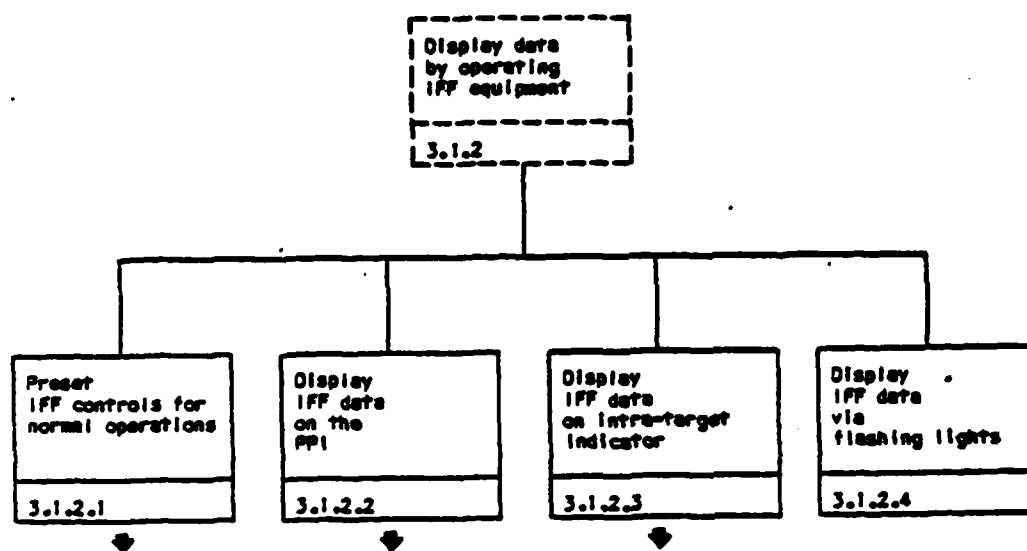 Display data
by operating
IFF equipment
3.1.2
Preset
IFF controls for
normal operations
3.1.2.1
Display
IFF data
on the
PPI
3.1.2.2
Display
IFF data
on intra-target
indicator
3.1.2.3
Display
IFF data
via
flashing lights
3.1.2.4